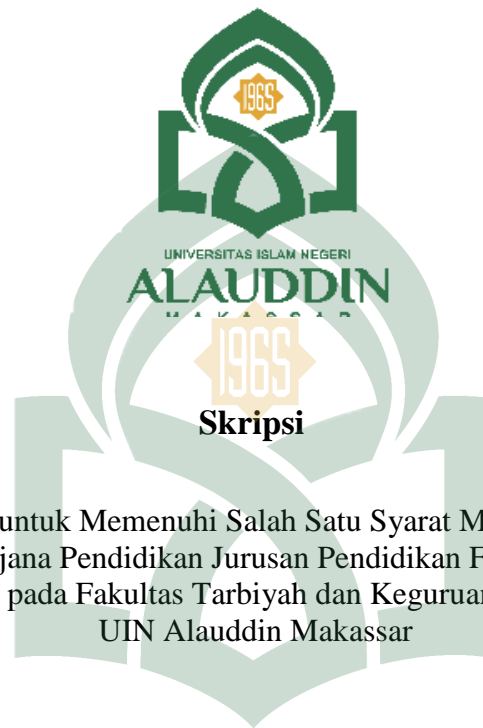 1965
UNIVERSITAS ISLAM NEGERI
ALAUDDIN
MAKASSAR
1965
Skripsi
untuk Memenuhi Salah Satu Syarat M
jana Pendidikan Jurusan Pendidikan F
pada Fakultas Tarbiyah dan Keguruan
UIN Alauddin Makassar